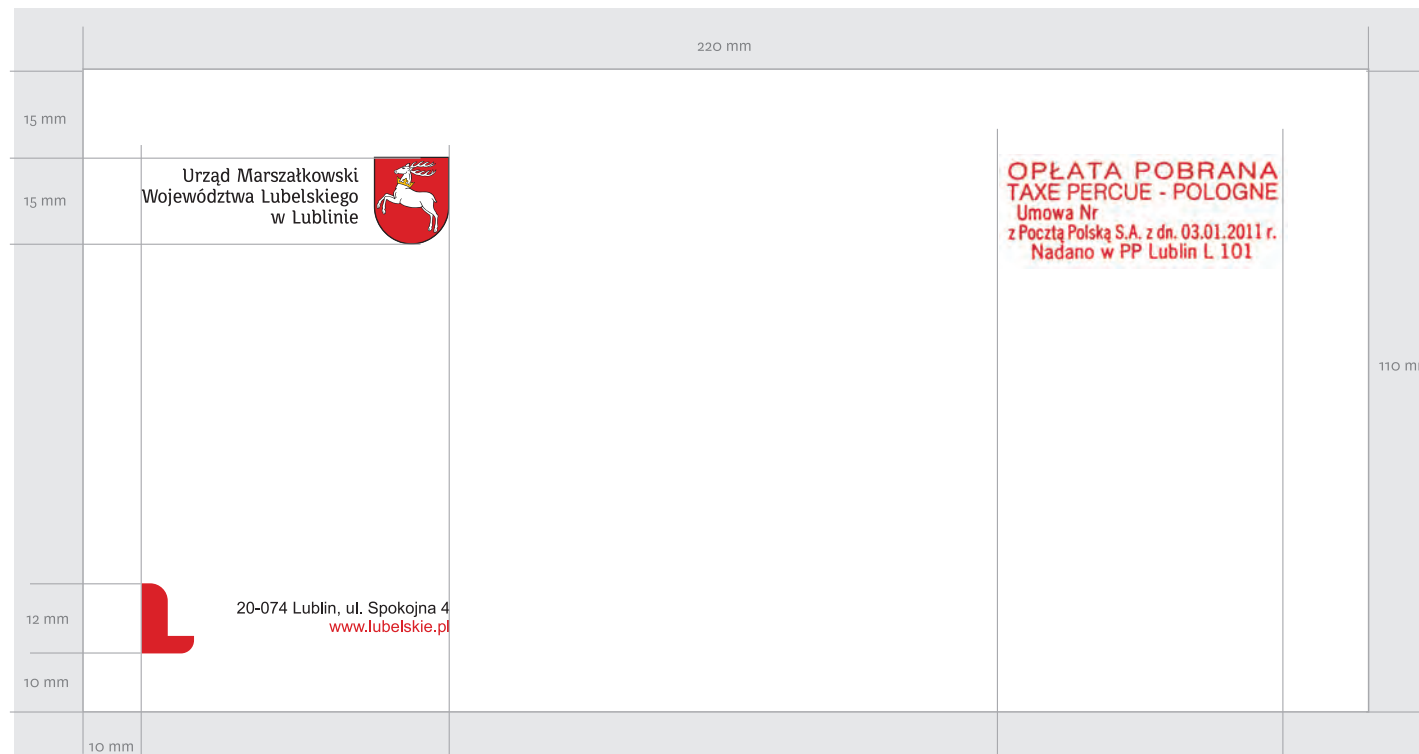 220 mm
15 mm
15 mm
Urząd Marszałkowski
Województwa Lubelskiego
w Lublinie
OPŁATA POBRANA
TAXE PERCUE - POLOGNE
Umowa Nr
z Pocztą Polską S.A. z dn. 03.01.2011 r.
Nadano w PP Lublin L 101
110 m
12 mm
20-074 Lublin, ul. Spokojna 4
www.lubelskie.pl
10 mm
10 mm